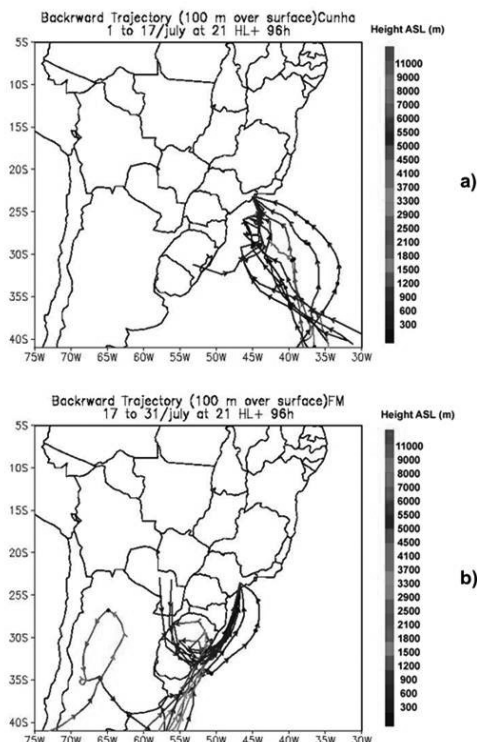 Backrward Trajectory (100 m over surface)Cunha
1 to 17/july at 21 HL+ 96h
Height ASL (m)
5S
10S
15S
20S
25S
30S
35S
40S
75W 70W 65W 60W 55W 50W 45W 40W 35W 30W
11000
9000
8000
7000
6000
5500
5000
4500
4100
3700
3300
2900
2500
2100
1800
1500
1200
900
600
300
a)
Backrward Trajectory (100 m over surface)FM
17 to 31/july at 21 HL+ 96h
Height ASL (m)
5S
10S
15S
20S
25S
30S
35S
40S
75W 70W 65W 60W 55W 50W 45W 40W 35W 30W
11000
9000
8000
7000
6000
5500
5000
4500
4100
3700
3300
2900
2500
2100
1800
1500
1200
900
600
300
b)